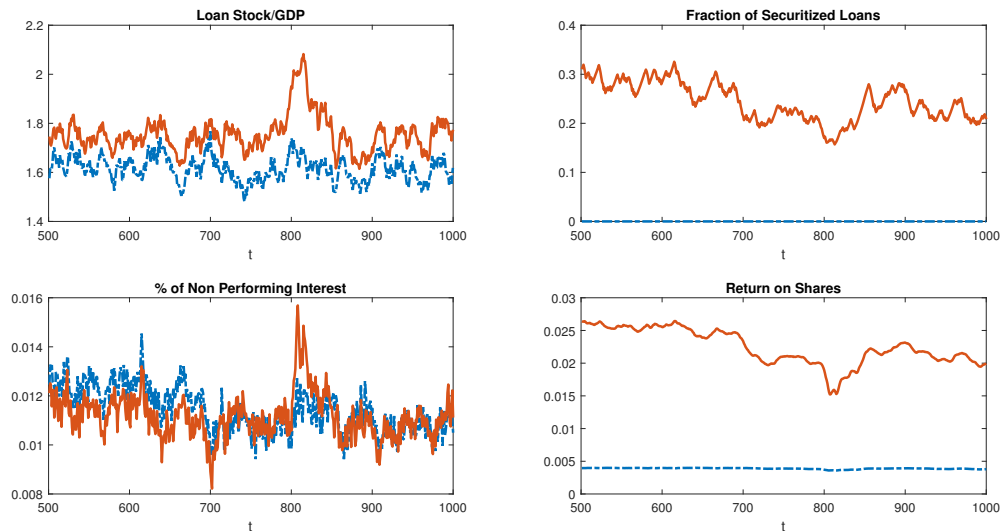 Loan Stock/GDP
2.2
2
1.8
1.6
1.4
500 600 700 800 900 1000
t
Fraction of Securitized Loans
0.4
0.3
0.2
0.1
0
500 600 700 800 900 1000
t
% of Non Performing Interest
0.016
0.014
0.012
0.01
0.008
500 600 700 800 900 1000
t
Return on Shares
0.03
0.025
0.02
0.015
0.01
0.005
0
500 600 700 800 900 1000
t